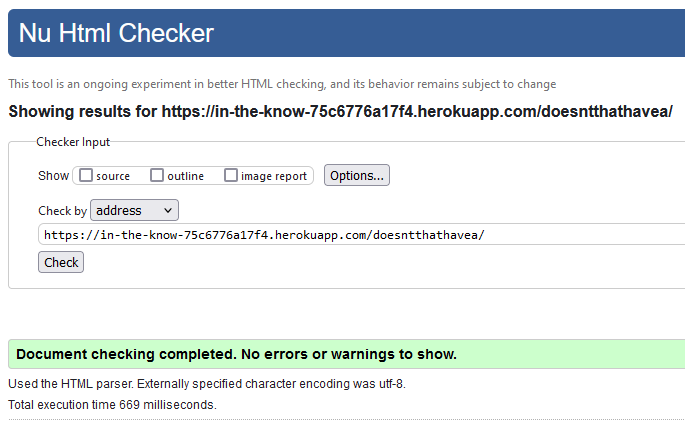 Nu Html Checker
This tool is an ongoing experiment in better HTML checking, and its behavior remains subject to change
Showing results for https://in-the-know-75c6776a17f4.herokuapp.com/doesntthathavea/
Checker Input
Show source outline image report Options...
Check by address
https://in-the-know-75c6776a17f4.herokuapp.com/doesntthathavea/
Check
Document checking completed. No errors or warnings to show.
Used the HTML parser. Externally specified character encoding was utf-8.
Total execution time 669 milliseconds.